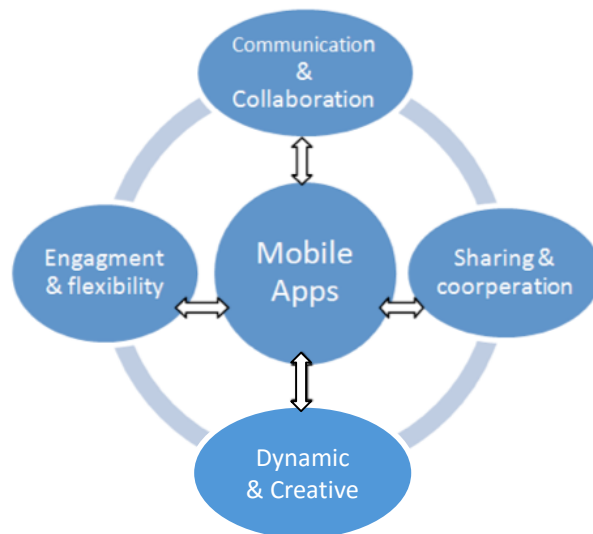 Communication
&
Collaboration
Engagment
& flexibility
Mobile
Apps
Sharing &
coorperation
Dynamic
& Creative